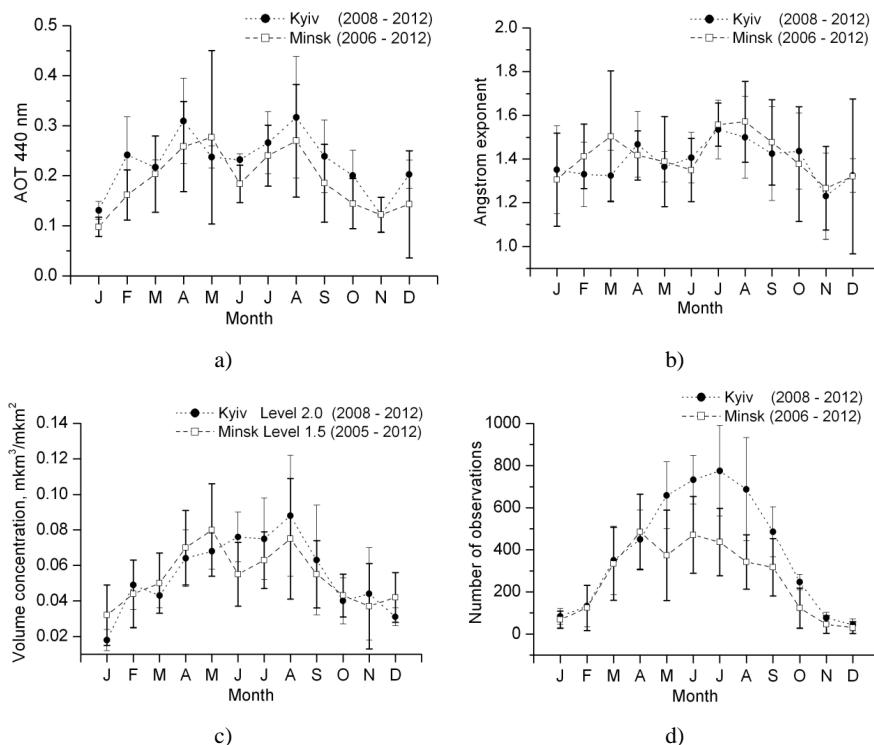 Kyiv (2008 - 2012)
Minsk (2006 - 2012)
AOT 440 nm
0.5
0.4
0.3
0.2
0.1
0.0
J F M A M J J A S O N D
Month
a)
Kyiv (2008 - 2012)
Minsk (2006 - 2012)
Angstrom exponent
2.0
1.8
1.6
1.4
1.2
1.0
J F M A M J J A S O N D
Month
b)
Kyiv Level 2.0 (2008 - 2012)
Minsk Level 1.5 (2005 - 2012)
Volume concentration, mkm³/mkm²
0.14
0.12
0.10
0.08
0.06
0.04
0.02
J F M A M J J A S O N D
Month
c)
Kyiv (2008 - 2012)
Minsk (2006 - 2012)
Number of observations
1000
800
600
400
200
0
J F M A M J J A S O N D
Month
d)